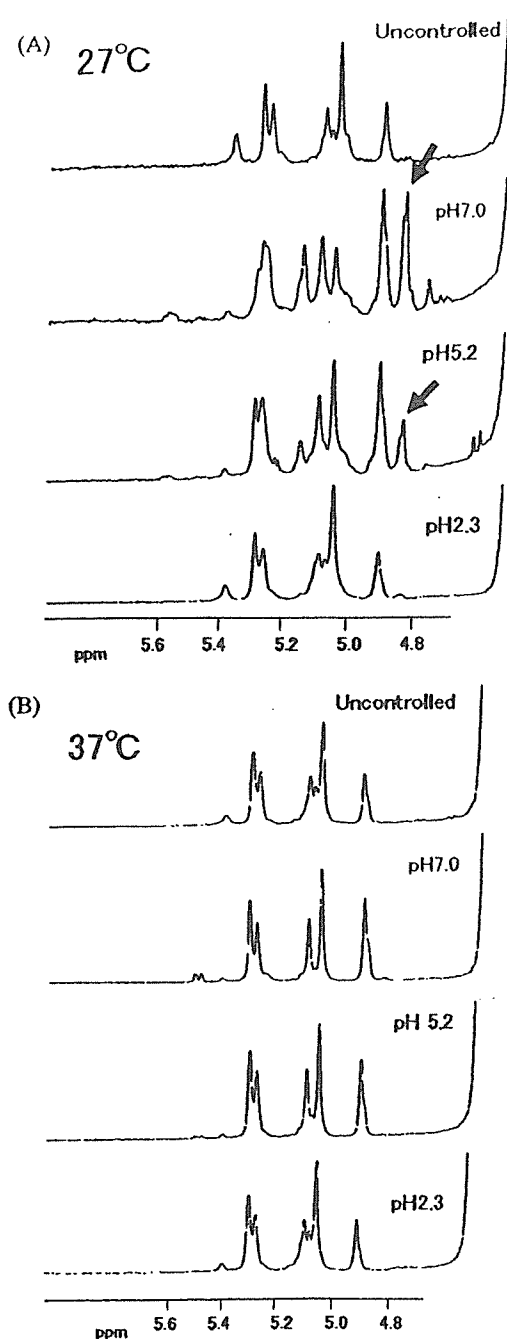 (A)
27°C
Uncontrolled
pH7.0
pH5.2
pH2.3
5.6 5.4 5.2 5.0 4.8
ppm
(B)
37°C
Uncontrolled
pH7.0
pH 5.2
pH2.3
5.6 5.4 5.2 5.0 4.8
ppm